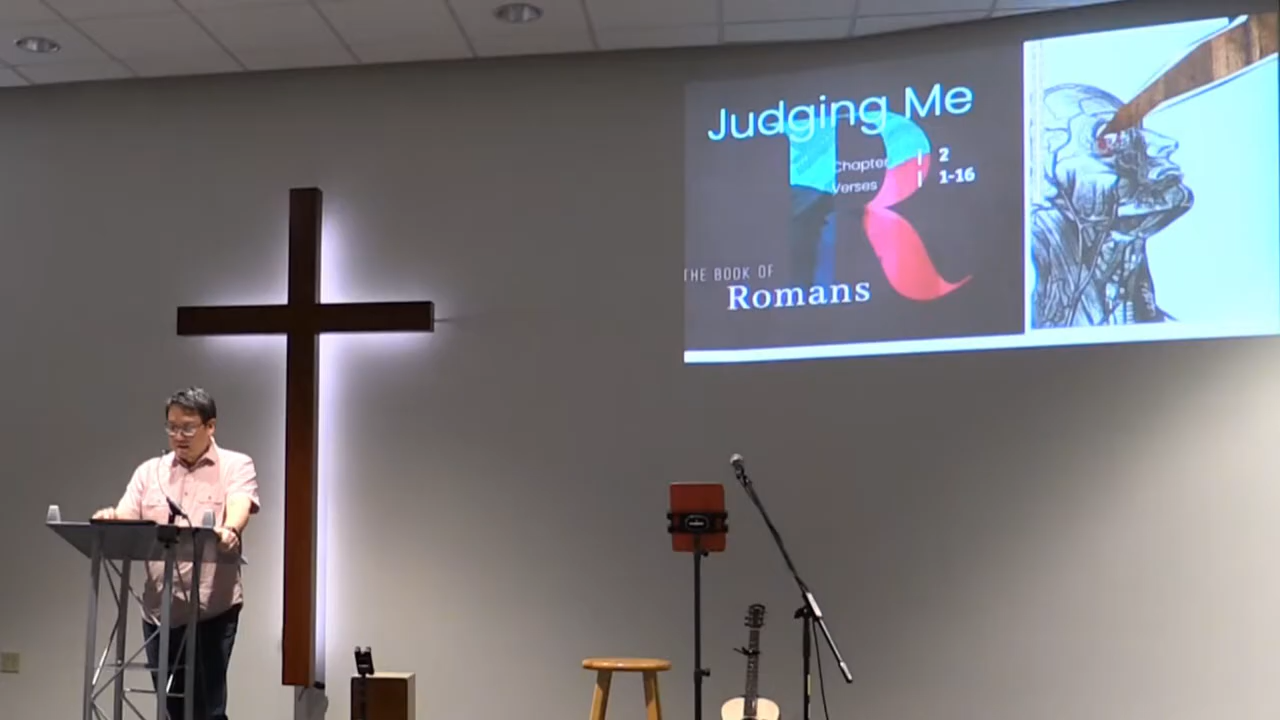 Judging Me
Chapter | 2
Verses | 1-16
THE BOOK OF
Romans